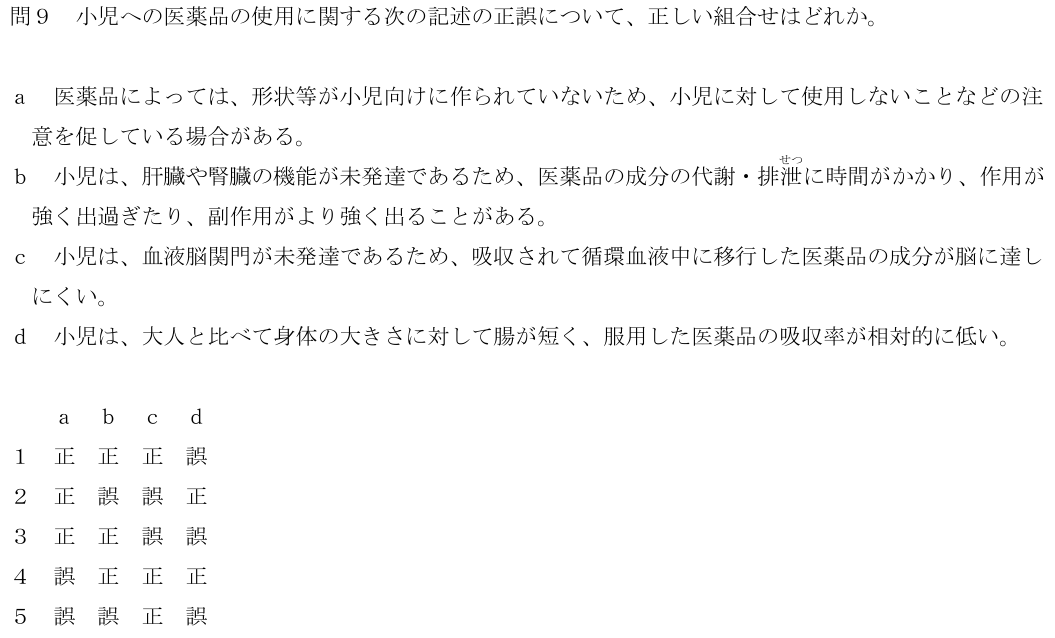 問９　小児への医薬品の使用に関する次の記述の正誤について、正しい組合せはどれか。
ａ　医薬品によっては、形状等が小児向けに作られていないため、小児に対して使用しないことなどの注
意を促している場合がある。
せつ
ｂ　小児は、肝臓や腎臓の機能が未発達であるため、医薬品の成分の代謝・排泄に時間がかかり、作用が
強く出過ぎたり、副作用がより強く出ることがある。
ｃ　小児は、血液脳関門が未発達であるため、吸収されて循環血液中に移行した医薬品の成分が脳に達し
にくい。
ｄ　小児は、大人と比べて身体の大きさに対して腸が短く、服用した医薬品の吸収率が相対的に低い。
ａ　ｂ　ｃ　ｄ
１　正　正　正　誤
２　正　誤　誤　正
３　正　正　誤　誤
４　誤　正　正　正
５　誤　誤　正　誤